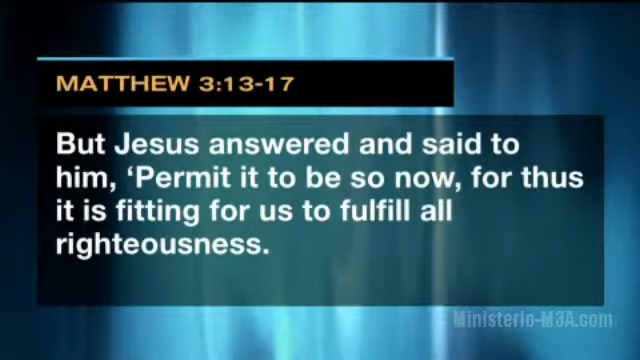 MATTHEW 3:13-17
But Jesus answered and said to
him, ‘Permit it to be so now, for thus
it is fitting for us to fulfill all
righteousness.
Ministerio-M3A.com